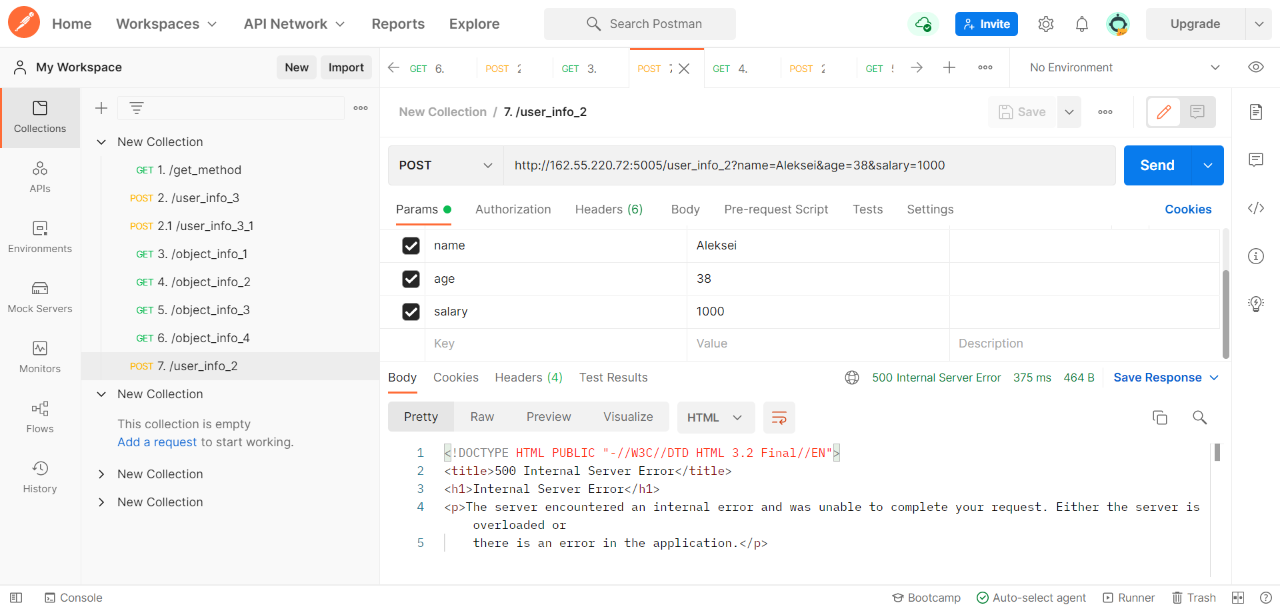 Home Workspaces API Network Reports Explore Search Postman Invite Upgrade
My Workspace New Import GET 6. POST 2 GET 3. POST GET 4. POST 2 GET No Environment
New Collection / 7. /user_info_2 Save
Collections
APIs
Environments
Mock Servers
Monitors
Flows
History
New Collection
GET 1. /get_method
POST 2. /user_info_3
POST 2.1 /user_info_3_1
GET 3. /object_info_1
GET 4. /object_info_2
GET 5. /object_info_3
GET 6. /object_info_4
POST 7. /user_info_2
New Collection
This collection is empty
Add a request to start working.
New Collection
New Collection
POST http://162.55.220.72:5005/user_info_2?name=Aleksei&age=38&salary=1000 Send
Params Authorization Headers (6) Body Pre-request Script Tests Settings Cookies
name Aleksei
age 38
salary 1000
Key Value Description
Body Cookies Headers (4) Test Results 500 Internal Server Error 375 ms 464 B Save Response
Pretty Raw Preview Visualize HTML
1 <!DOCTYPE HTML PUBLIC "-//W3C//DTD HTML 3.2 Final//EN">
2 <title>500 Internal Server Error</title>
3 <h1>Internal Server Error</h1>
4 <p>The server encountered an internal error and was unable to complete your request. Either the server is
overloaded or
5 there is an error in the application.</p>
Console Bootcamp Auto-select agent Runner Trash